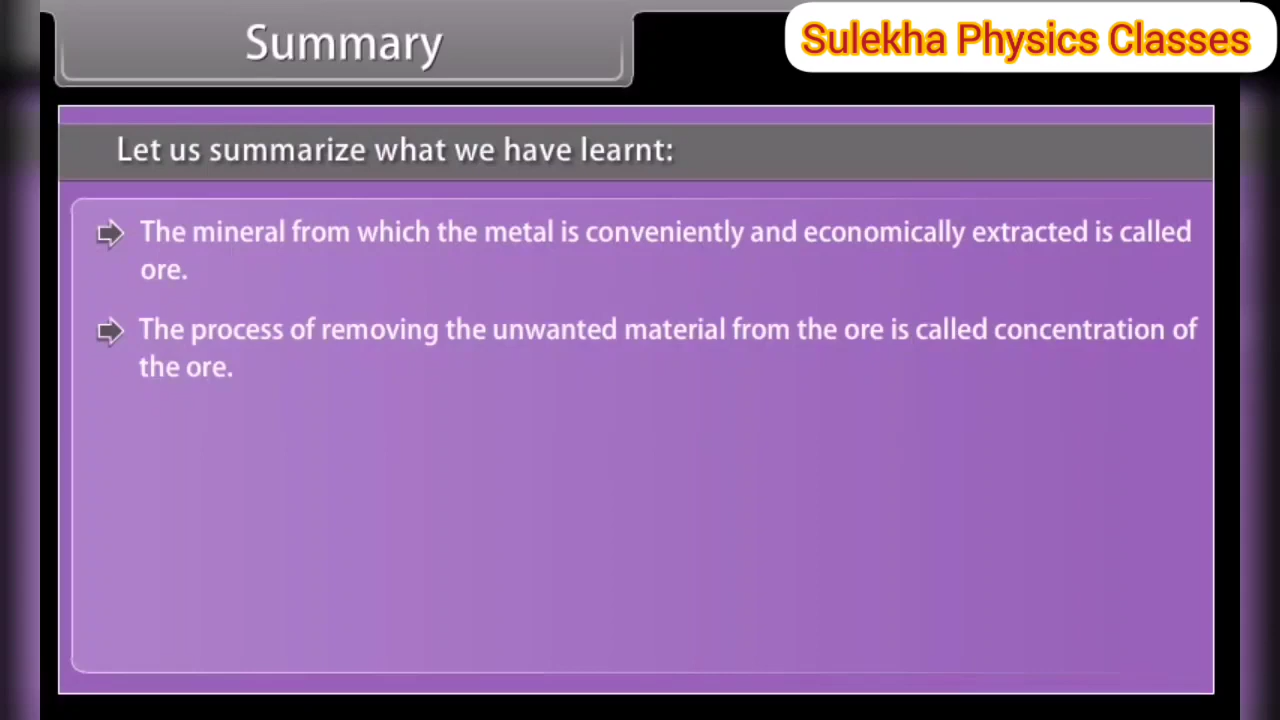 Summary
Sulekha Physics Classes
Let us summarize what we have learnt:
The mineral from which the metal is conveniently and economically extracted is called
ore.
The process of removing the unwanted material from the ore is called concentration of
the ore.